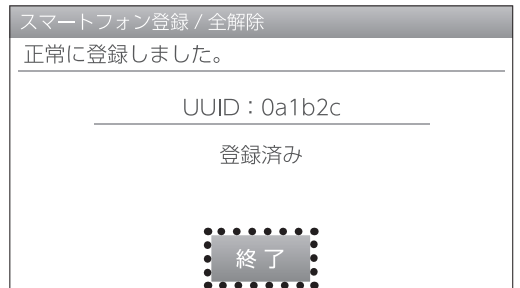 スマートフォン登録 / 全解除
正常に登録しました。
UUID：0a1b2c
登録済み
終 了